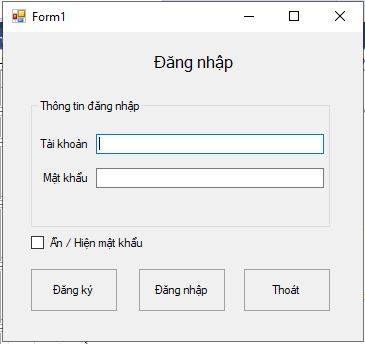 Form1
Đăng nhập
Thông tin đăng nhập
Tài khoản
Mật khẩu
Ẩn / Hiện mật khẩu
Đăng ký
Đăng nhập
Thoát